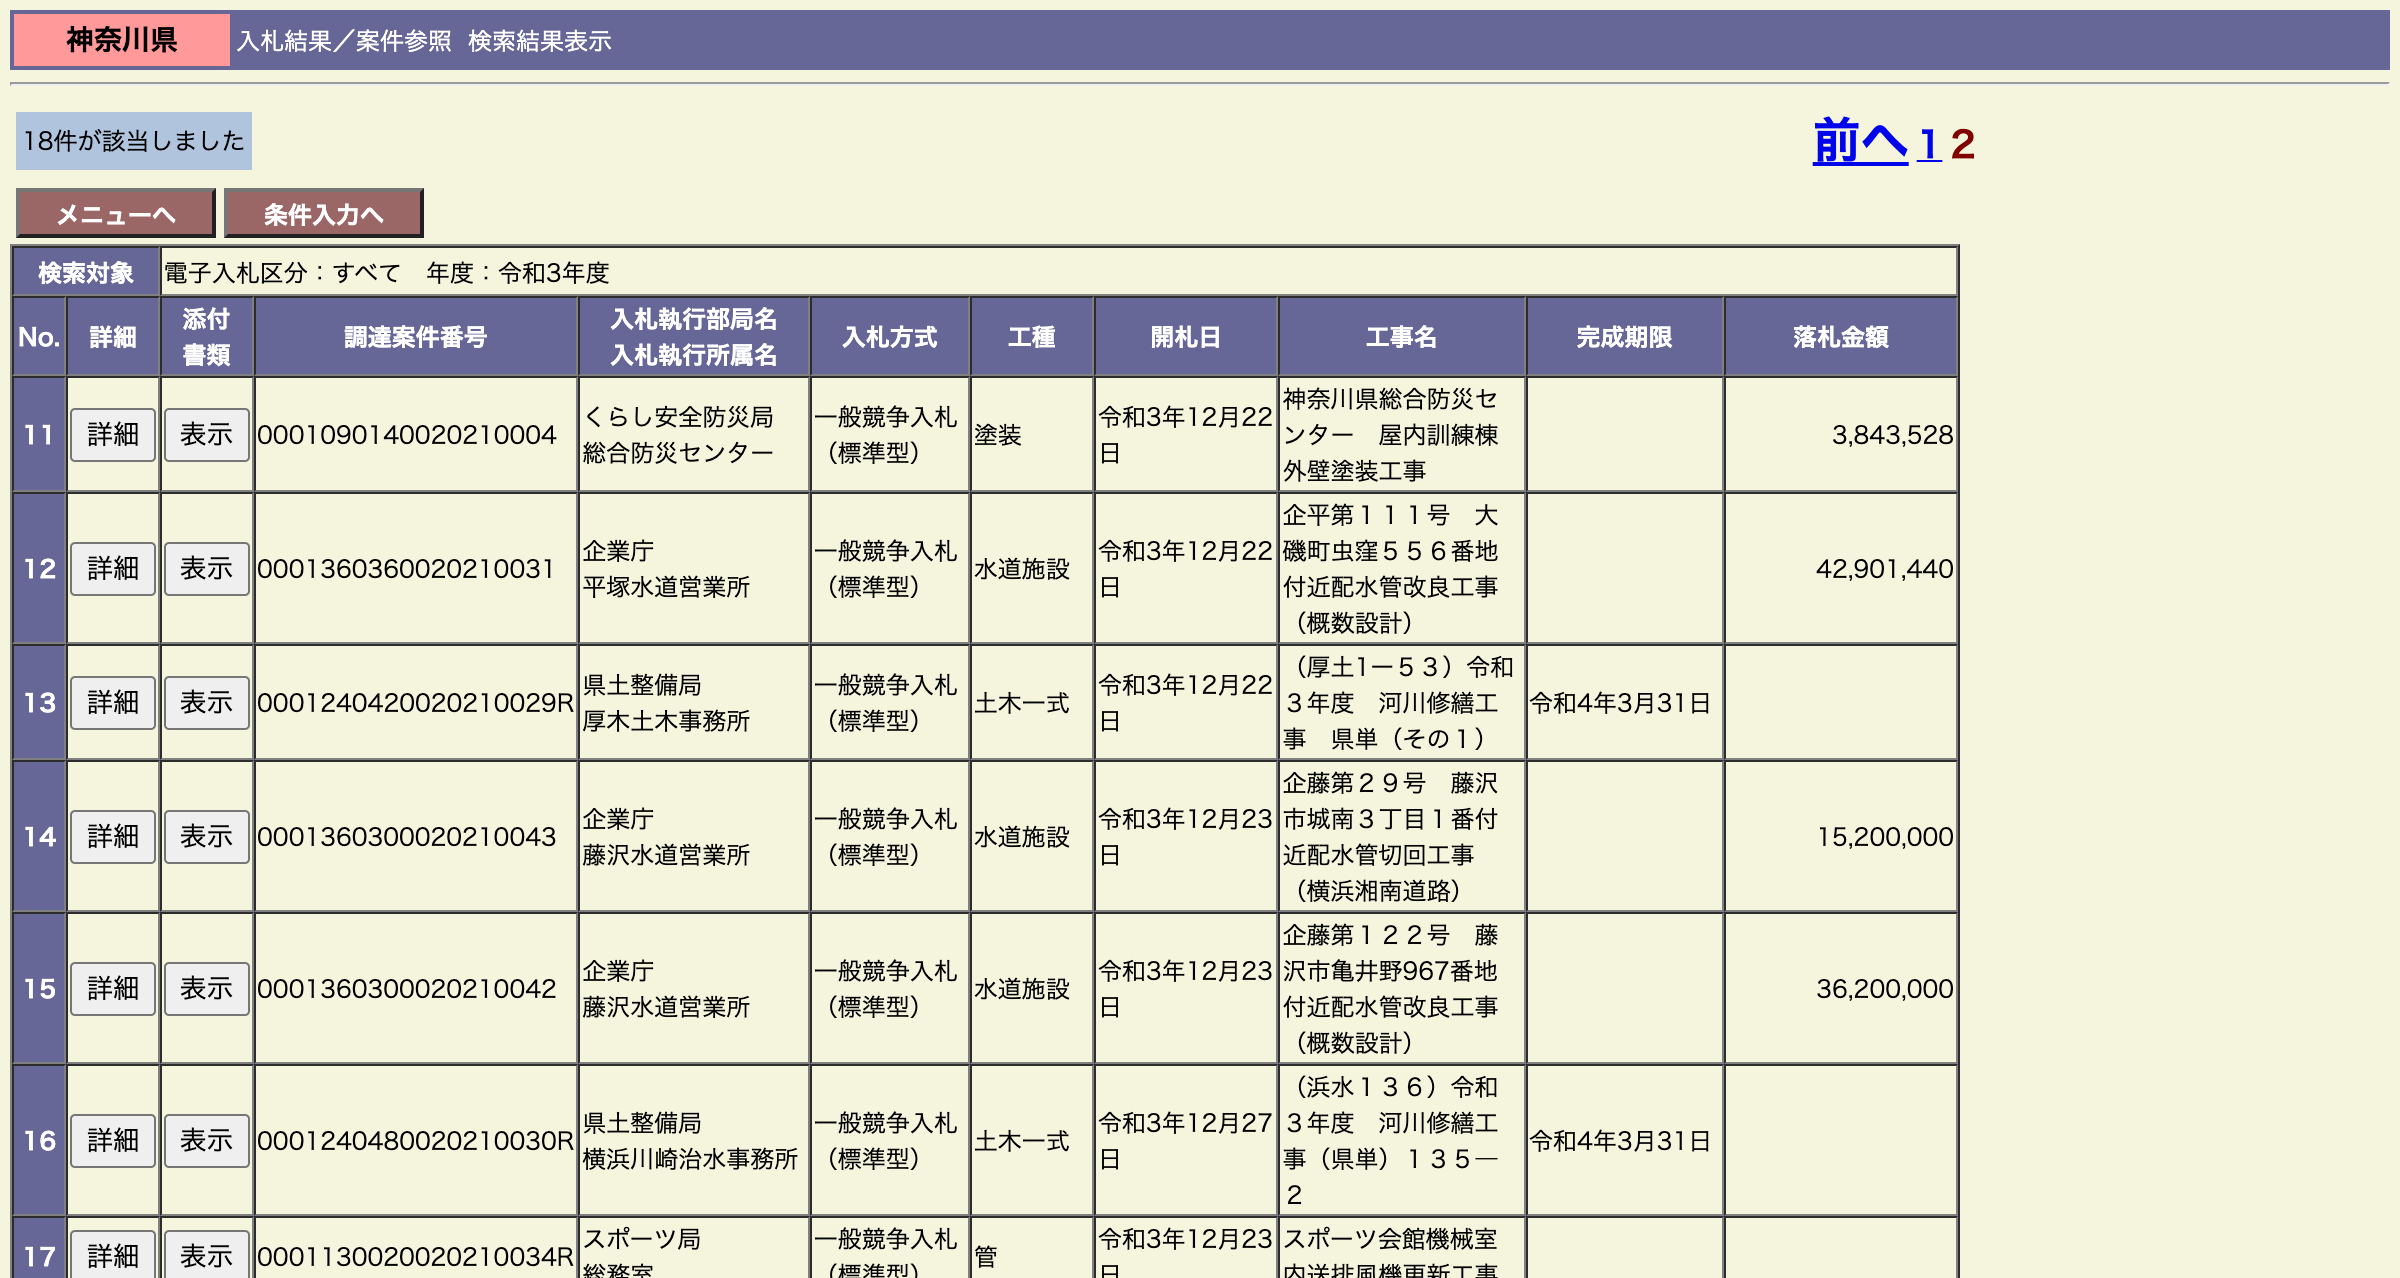 神奈川県 入札結果／案件参照 検索結果表示
18件が該当しました
前へ 1 2
メニューへ 条件入力へ
検索対象 電子入札区分：すべて 年度：令和3年度
No. 詳細 添付書類 調達案件番号 入札執行部局名 入札執行所属名 入札方式 工種 開札日 工事名 完成期限 落札金額
11 詳細 表示 0001090140020210004 くらし安全防災局 総合防災センター 一般競争入札（標準型） 塗装 令和3年12月22日 神奈川県総合防災センター 屋内訓練棟外壁塗装工事 3,843,528
12 詳細 表示 0001360360020210031 企業庁 平塚水道営業所 一般競争入札（標準型） 水道施設 令和3年12月22日 企平第１１１号 大磯町虫窪５５６番地付近配水管改良工事（概数設計） 42,901,440
13 詳細 表示 0001240420020210029R 県土整備局 厚木土木事務所 一般競争入札（標準型） 土木一式 令和3年12月22日 （厚土1ー５３）令和３年度 河川修繕工事 県単（その１） 令和4年3月31日
14 詳細 表示 0001360300020210043 企業庁 藤沢水道営業所 一般競争入札（標準型） 水道施設 令和3年12月23日 企藤第２９号 藤沢市城南３丁目１番付近配水管切回工事（横浜湘南道路） 15,200,000
15 詳細 表示 0001360300020210042 企業庁 藤沢水道営業所 一般競争入札（標準型） 水道施設 令和3年12月23日 企藤第１２２号 藤沢市亀井野967番地付近配水管改良工事（概数設計） 36,200,000
16 詳細 表示 0001240480020210030R 県土整備局 横浜川崎治水事務所 一般競争入札（標準型） 土木一式 令和3年12月27日 （浜水１３６）令和３年度 河川修繕工事（県単）１３５―２ 令和4年3月31日
17 詳細 表示 0001130020020210034R スポーツ局 総務室 一般競争入札（標準型） 管 令和3年12月23日 スポーツ会館機械室内送排風機更新工事